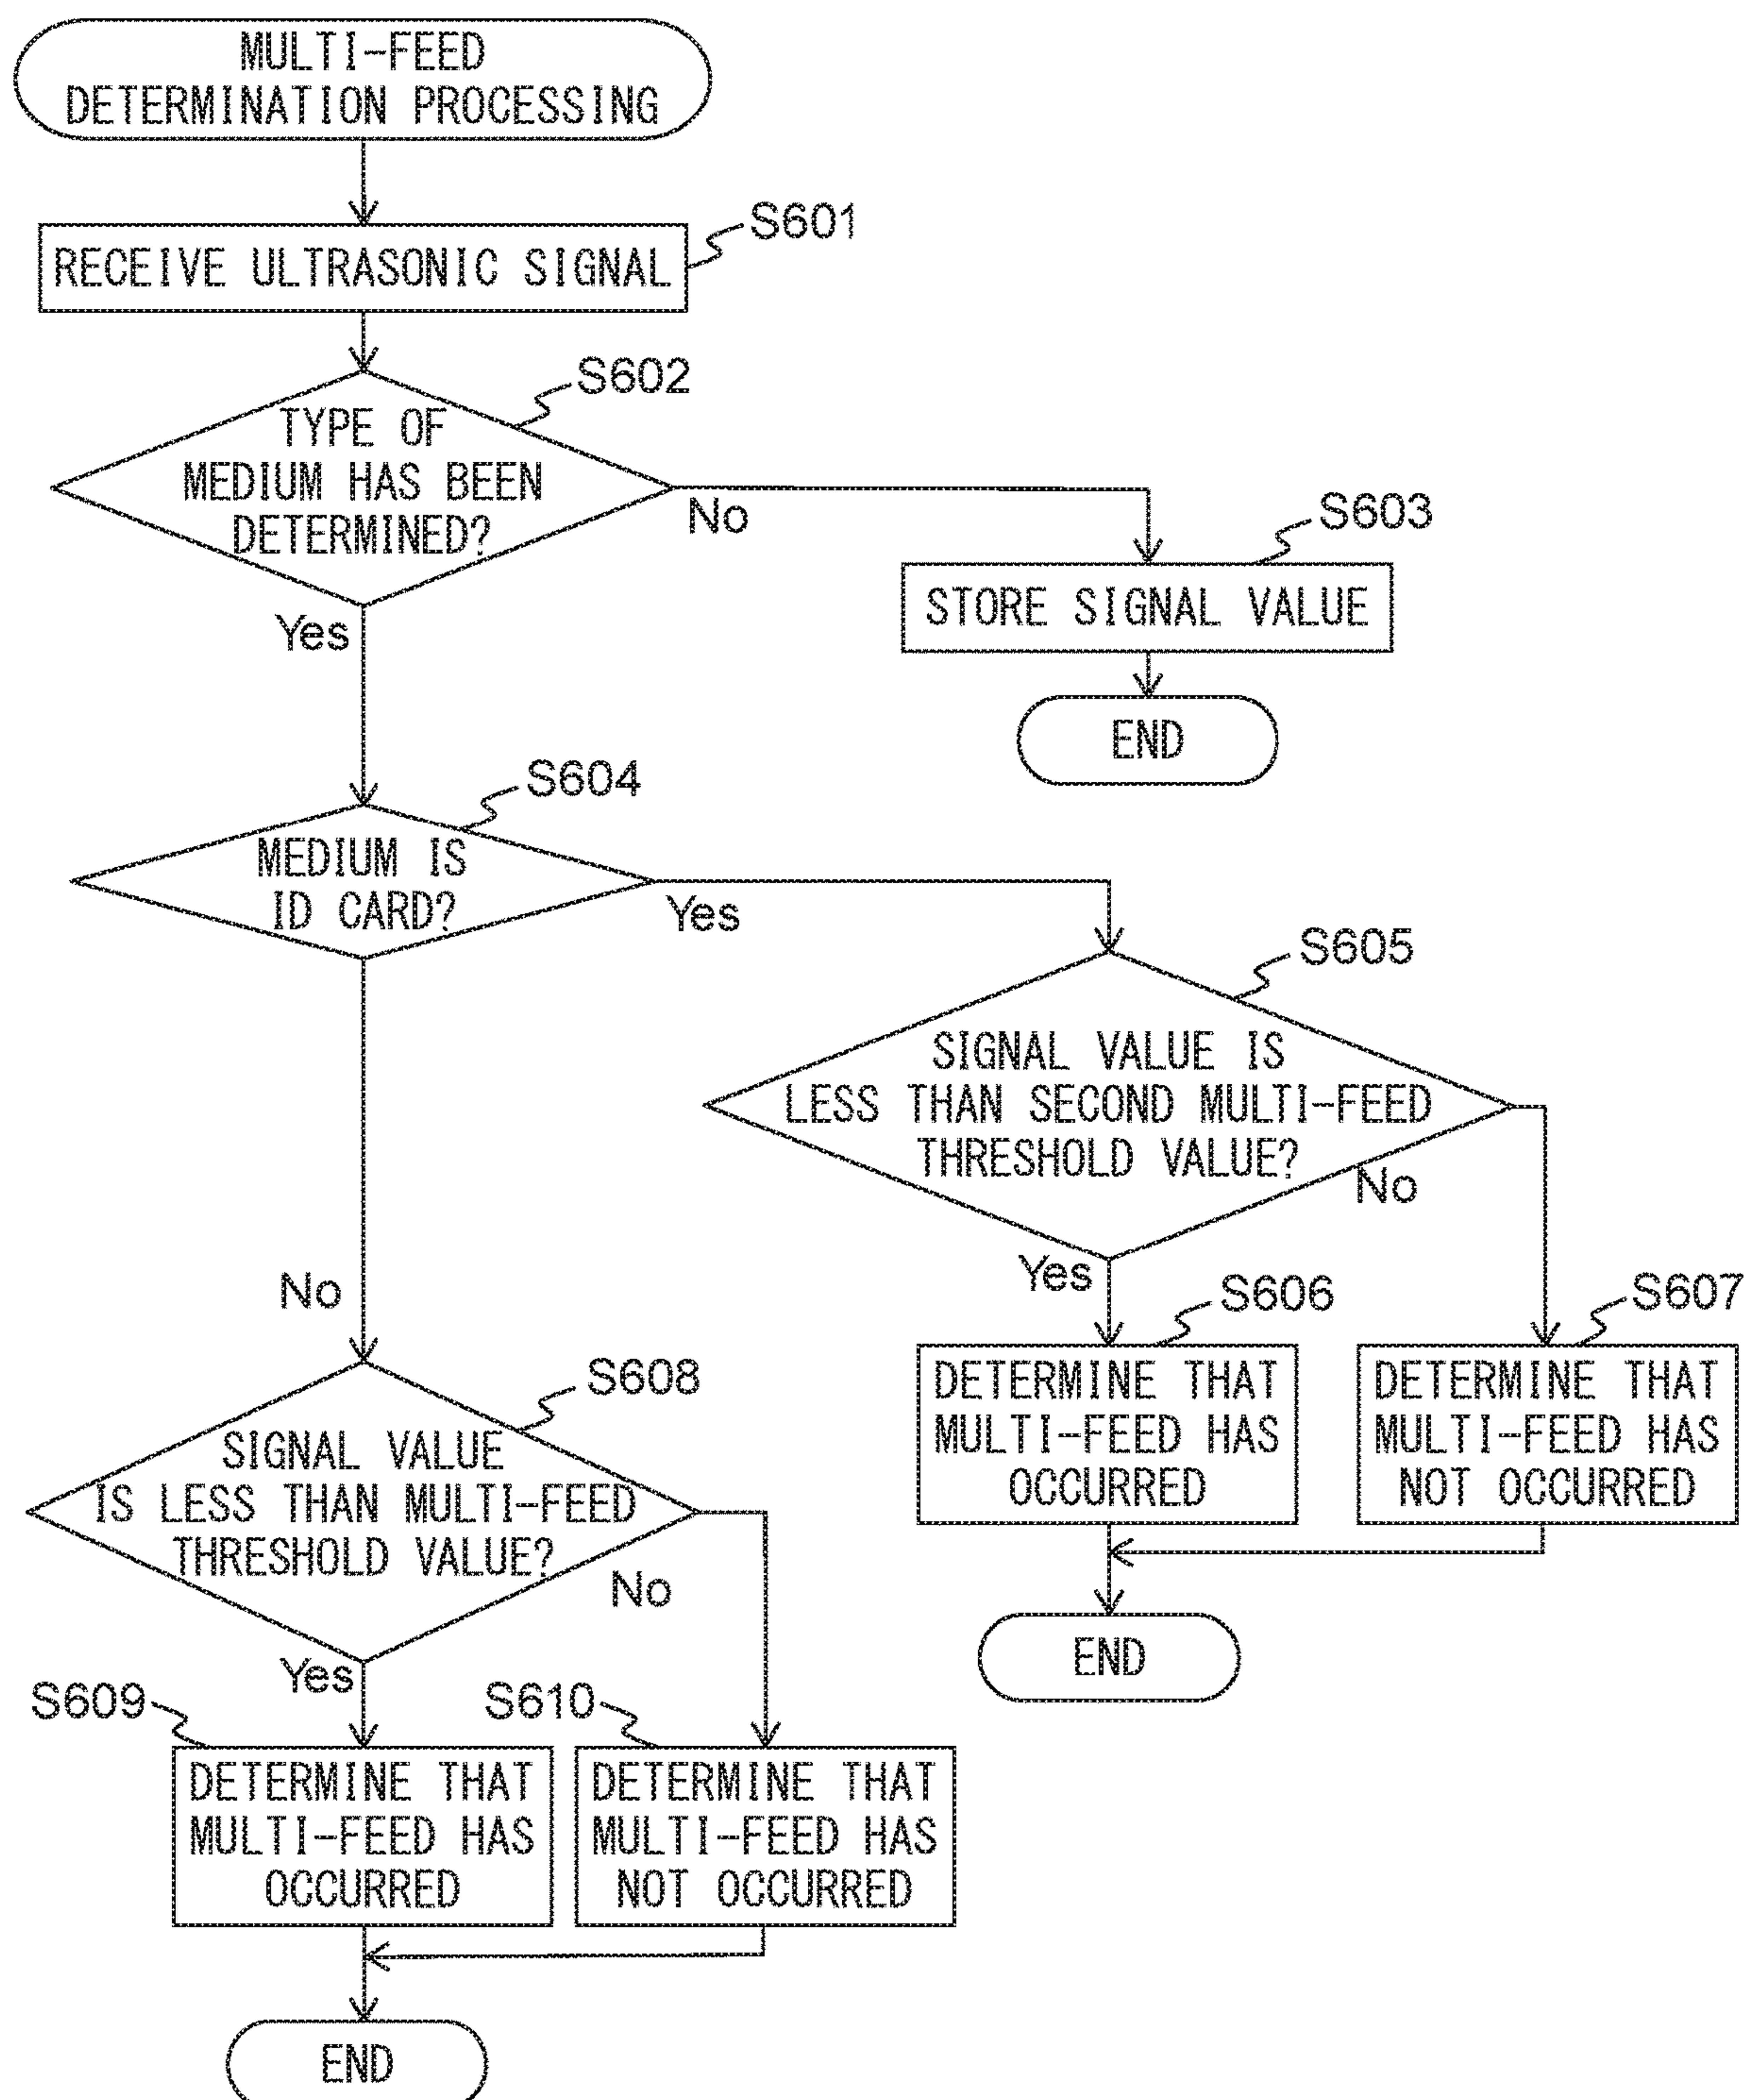 MULTI-FEED
DETERMINATION PROCESSING
S601
RECEIVE ULTRASONIC SIGNAL
S602
TYPE OF
MEDIUM HAS BEEN
DETERMINED?
No
Yes
S603
STORE SIGNAL VALUE
END
S604
MEDIUM IS
ID CARD?
Yes
No
S605
SIGNAL VALUE IS
LESS THAN SECOND MULTI-FEED
THRESHOLD VALUE?
No
Yes
S606
DETERMINE THAT
MULTI-FEED HAS
OCCURRED
S607
DETERMINE THAT
MULTI-FEED HAS
NOT OCCURRED
END
S608
SIGNAL VALUE
IS LESS THAN MULTI-FEED
THRESHOLD VALUE?
No
Yes
S609
DETERMINE THAT
MULTI-FEED HAS
OCCURRED
S610
DETERMINE THAT
MULTI-FEED HAS
NOT OCCURRED
END